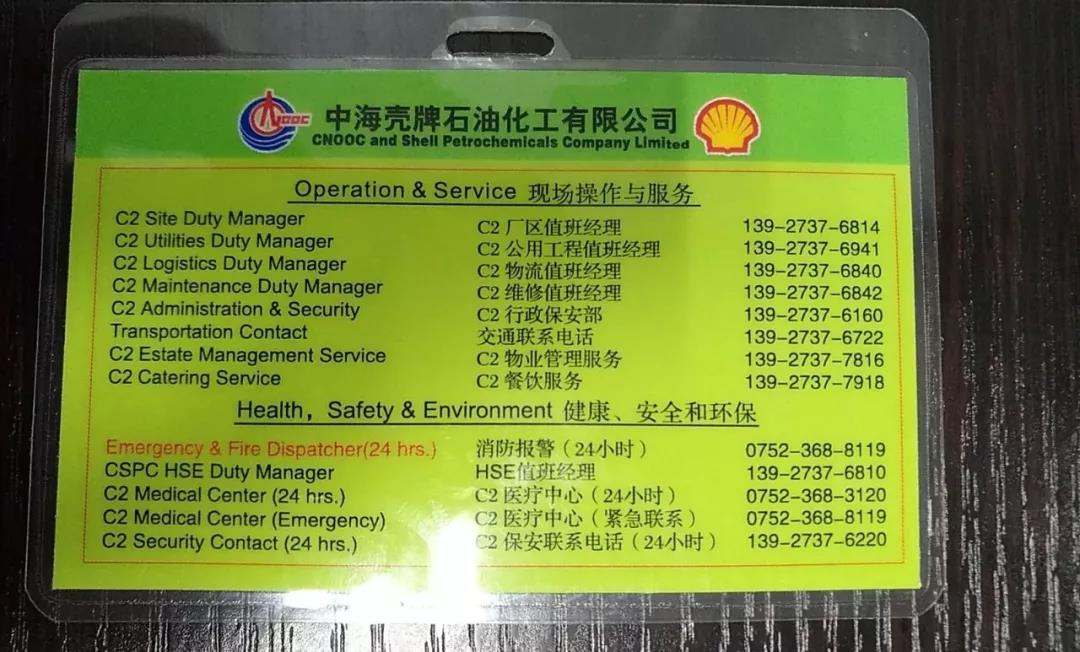 CNOOC
中海壳牌石油化工有限公司
CNOOC and Shell Petrochemicals Company Limited
Operation & Service 现场操作与服务
C2 Site Duty Manager C2 厂区值班经理 139-2737-6814
C2 Utilities Duty Manager C2 公用工程值班经理 139-2737-6941
C2 Logistics Duty Manager C2 物流值班经理 139-2737-6840
C2 Maintenance Duty Manager C2 维修值班经理 139-2737-6842
C2 Administration & Security C2 行政保安部 139-2737-6160
Transportation Contact 交通联系电话 139-2737-6722
C2 Estate Management Service C2 物业管理服务 139-2737-7816
C2 Catering Service C2 餐饮服务 139-2737-7918
Health, Safety & Environment 健康、安全和环保
Emergency & Fire Dispatcher(24 hrs.) 消防报警（24小时） 0752-368-8119
CSPC HSE Duty Manager HSE值班经理 139-2737-6810
C2 Medical Center (24 hrs.) C2 医疗中心（24小时） 0752-368-3120
C2 Medical Center (Emergency) C2 医疗中心（紧急联系） 0752-368-8119
C2 Security Contact (24 hrs.) C2 保安联系电话（24小时） 139-2737-6220